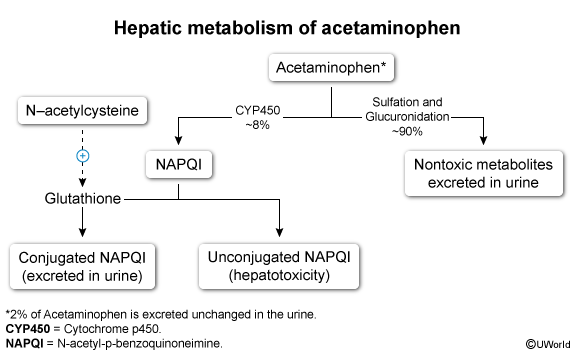 Hepatic metabolism of acetaminophen
Acetaminophen*
N–acetylcysteine
CYP450
~8%
Sulfation and
Glucuronidation
~90%
+
NAPQI
Nontoxic metabolites
excreted in urine
Glutathione
Conjugated NAPQI
(excreted in urine)
Unconjugated NAPQI
(hepatotoxicity)
*2% of Acetaminophen is excreted unchanged in the urine.
CYP450 = Cytochrome p450.
NAPQI = N-acetyl-p-benzoquinoneimine.
©UWorld